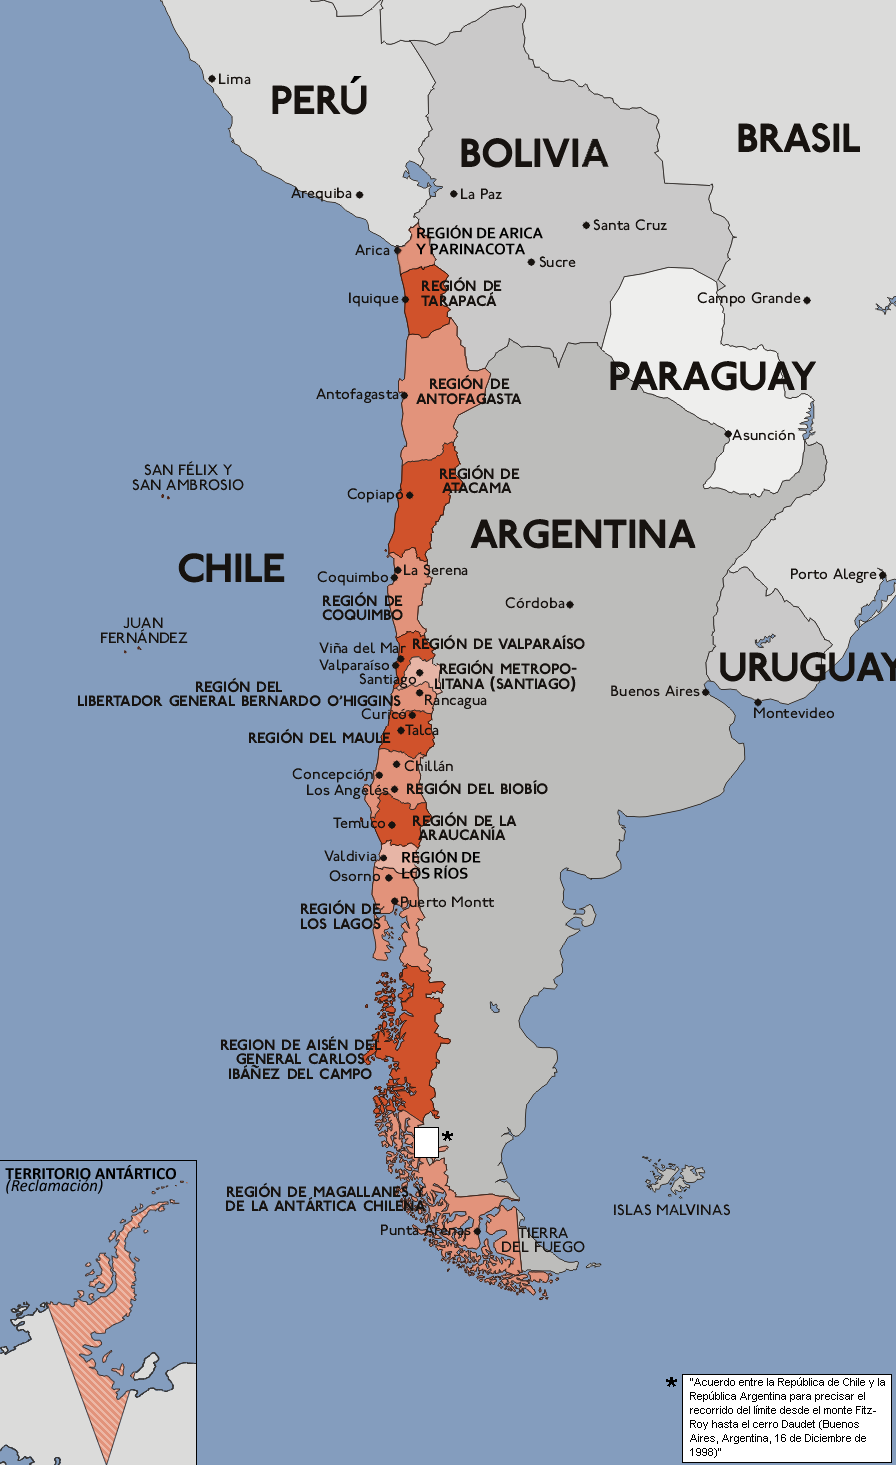 Lima
PERÚ
BRASIL
BOLIVIA
Arequiba
La Paz
Santa Cruz
REGIÓN DE ARICA
Y PARINACOTA
Arica
Sucre
REGIÓN DE
TARAPACÁ
Iquique
Campo Grande
PARAGUAY
REGIÓN DE
ANTOFAGASTA
Antofagasta
Asunción
SAN FÉLIX Y
SAN AMBROSIO
REGIÓN DE
ATACAMA
Copiapó
ARGENTINA
CHILE
La Serena
Coquimbo
Porto Alegre
REGIÓN DE
COQUIMBO
Córdoba
JUAN
FERNÁNDEZ
Viña del Mar
REGIÓN DE VALPARAÍSO
Valparaíso
REGIÓN METROPO-
LITANA (SANTIAGO)
Santiago
URUGUAY
REGIÓN DEL
LIBERTADOR GENERAL BERNARDO O'HIGGINS
Rancagua
Buenos Aires
Curicó
Montevideo
Talca
REGIÓN DEL MAULE
Chillán
Concepción
Los Angeles
REGIÓN DEL BIOBÍO
Temuco
REGIÓN DE LA
ARAUCANÍA
Valdivia
REGIÓN DE
LOS RÍOS
Osorno
Puerto Montt
REGIÓN DE
LOS LAGOS
REGION DE AISÉN DEL
GENERAL CARLOS
IBÁÑEZ DEL CAMPO
*
TERRITORIO ANTÁRTICO
(Reclamación)
REGIÓN DE MAGALLANES Y
DE LA ANTÁRTICA CHILENA
ISLAS MALVINAS
Punta Arenas
TIERRA
DEL FUEGO
* "Acuerdo entre la República de Chile y la
República Argentina para precisar el
recorrido del límite desde el monte Fitz-
Roy hasta el cerro Daudet (Buenos
Aires, Argentina, 16 de Diciembre de
1998)"